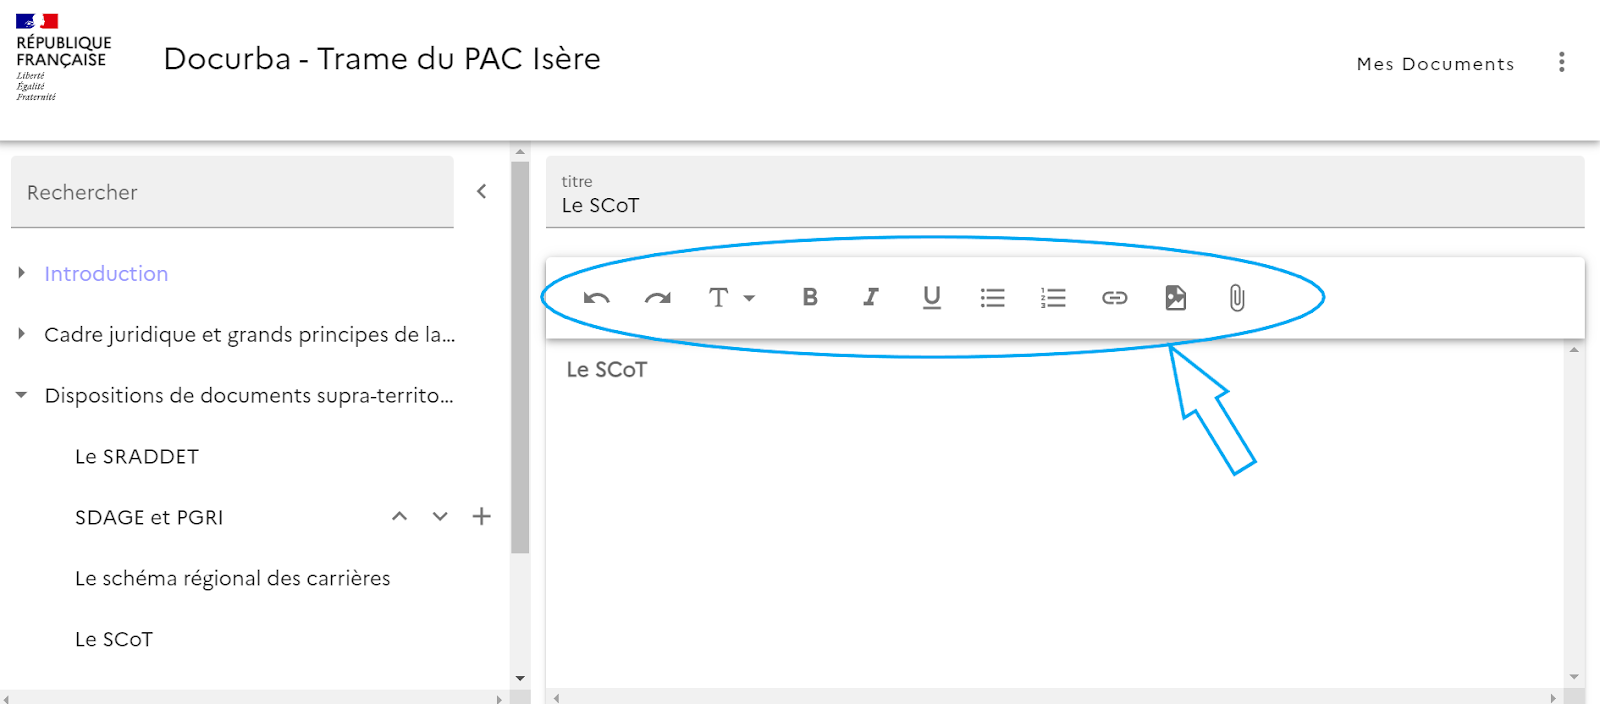 RÉPUBLIQUE
FRANÇAISE
Liberté
Égalité
Fraternité
Docurba - Trame du PAC Isère
Mes Documents
Rechercher
Introduction
Cadre juridique et grands principes de la...
Dispositions de documents supra-territo...
Le SRADDET
SDAGE et PGRI
Le schéma régional des carrières
Le SCoT
titre
Le SCoT
T B I U
Le SCoT